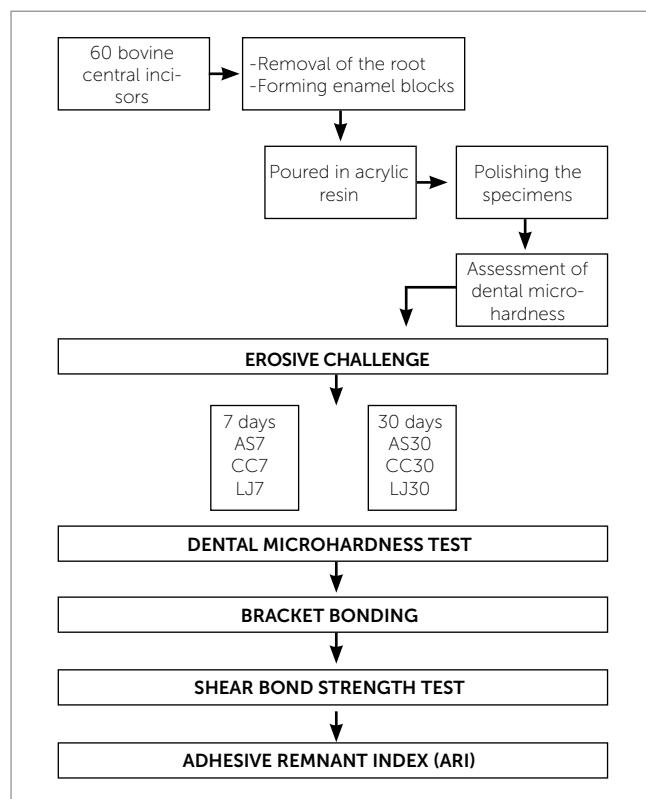 60 bovine
central inci-
sors
-Removal of the root
-Forming enamel blocks
Poured in acrylic
resin
Polishing the
specimens
Assessment of
dental micro-
hardness
EROSIVE CHALLENGE
7 days
AS7
CC7
LJ7
30 days
AS30
CC30
LJ30
DENTAL MICROHARDNESS TEST
BRACKET BONDING
SHEAR BOND STRENGTH TEST
ADHESIVE REMNANT INDEX (ARI)